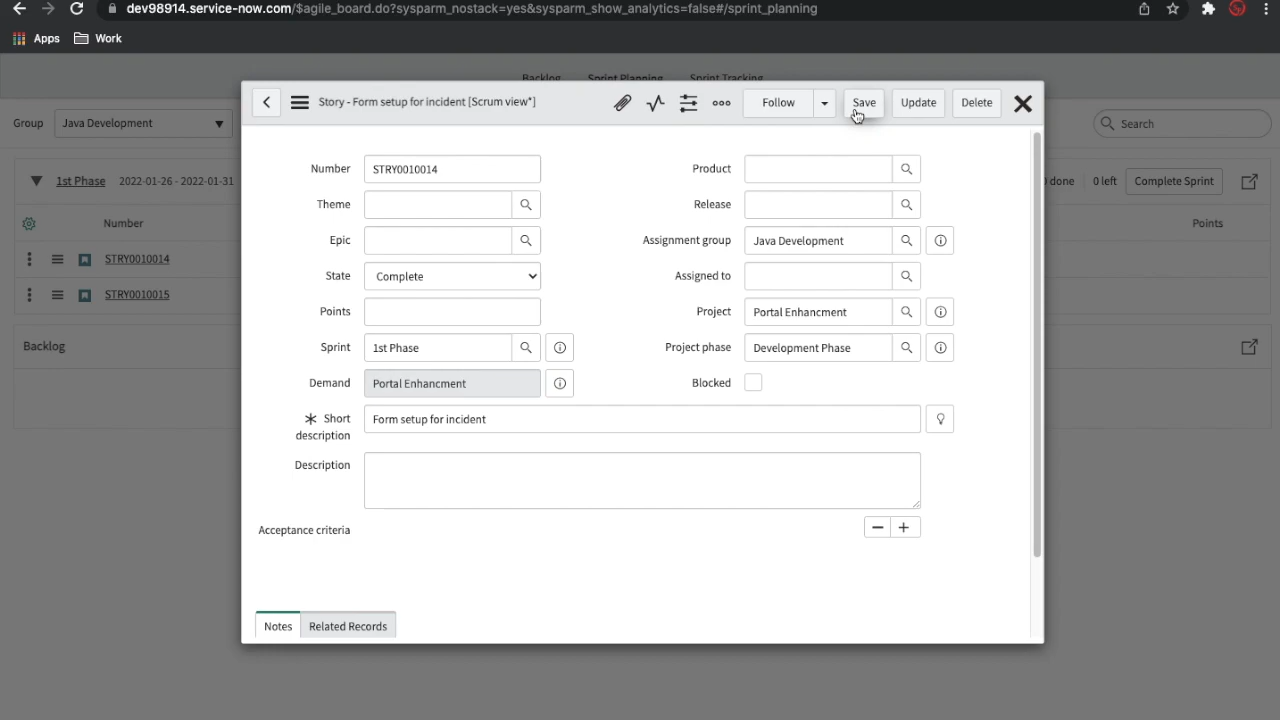 dev98914.service-now.com/$agile_board.do?sysparm_nostack=yes&sysparm_show_analytics=false#/sprint_planning
Apps Work
Backlog Sprint Planning Sprint Tracking
Story - Form setup for incident [Scrum view*] Follow Save Update Delete
Group Java Development Search
1st Phase 2022-01-26 - 2022-01-31 0 done 0 left Complete Sprint
Number Points
STRY0010014
STRY0010015
Backlog
Number STRY0010014 Product
Theme Release
Epic Assignment group Java Development
State Complete Assigned to
Points Project Portal Enhancment
Sprint 1st Phase Project phase Development Phase
Demand Portal Enhancment Blocked
Short description Form setup for incident
Description
Acceptance criteria
Notes Related Records